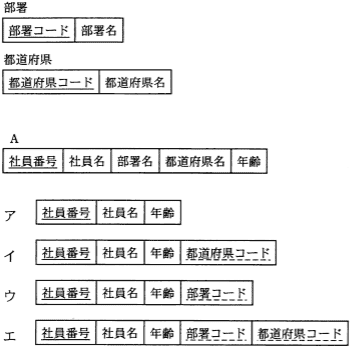 部署
部署コード 部署名
都道府県
都道府県コード 都道府県名
A
社員番号 社員名 部署名 都道府県名 年齢
ア 社員番号 社員名 年齢
イ 社員番号 社員名 年齢 都道府県コード
ウ 社員番号 社員名 年齢 部署コード
エ 社員番号 社員名 年齢 部署コード 都道府県コード